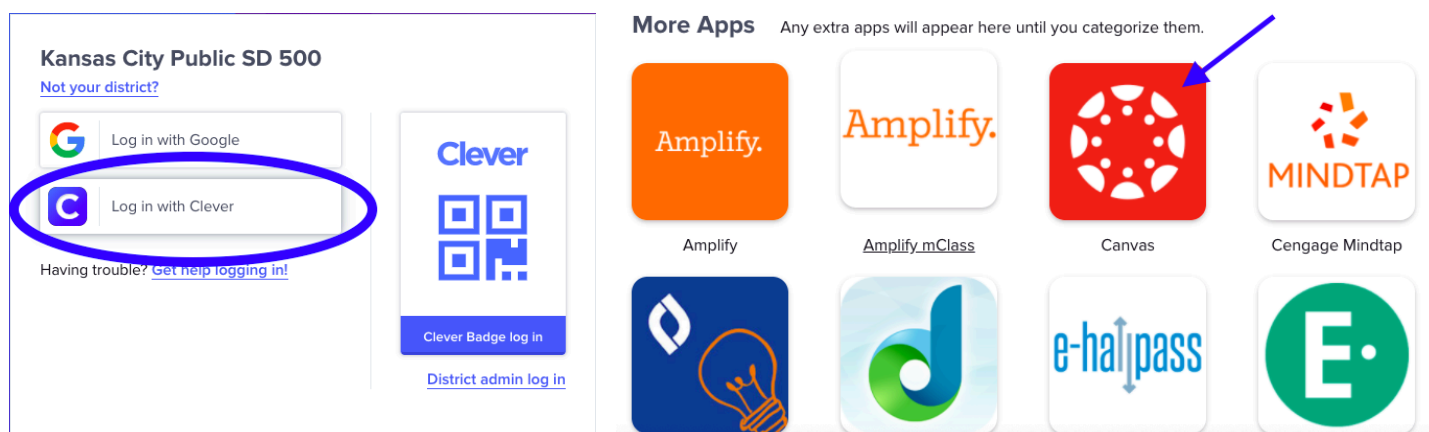 Kansas City Public SD 500
Not your district?
Log in with Google
C
Log in with Clever
Having trouble? Get help logging in!
Clever
Clever Badge log in
District admin log in
More Apps Any extra apps will appear here until you categorize them.
Amplify.
Amplify.
MINDTAP
Amplify
Amplify mClass
Canvas
Cengage Mindtap
d
e-hallpass
E